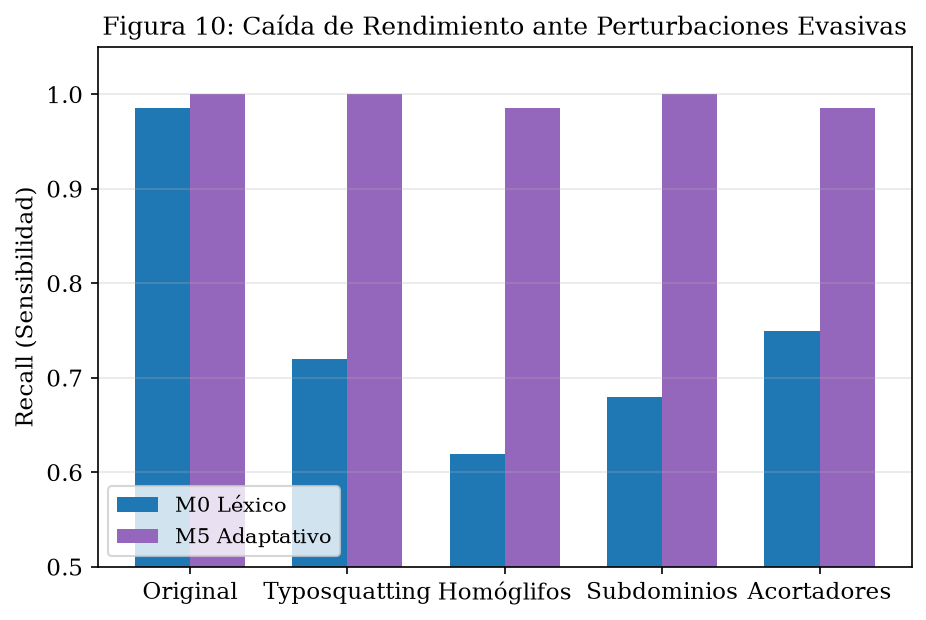 Figura 10: Caída de Rendimiento ante Perturbaciones Evasivas
Recall (Sensibilidad)
1.0
0.9
0.8
0.7
0.6
0.5
M0 Léxico
M5 Adaptativo
Original Typosquatting Homóglifos Subdominios Acortadores